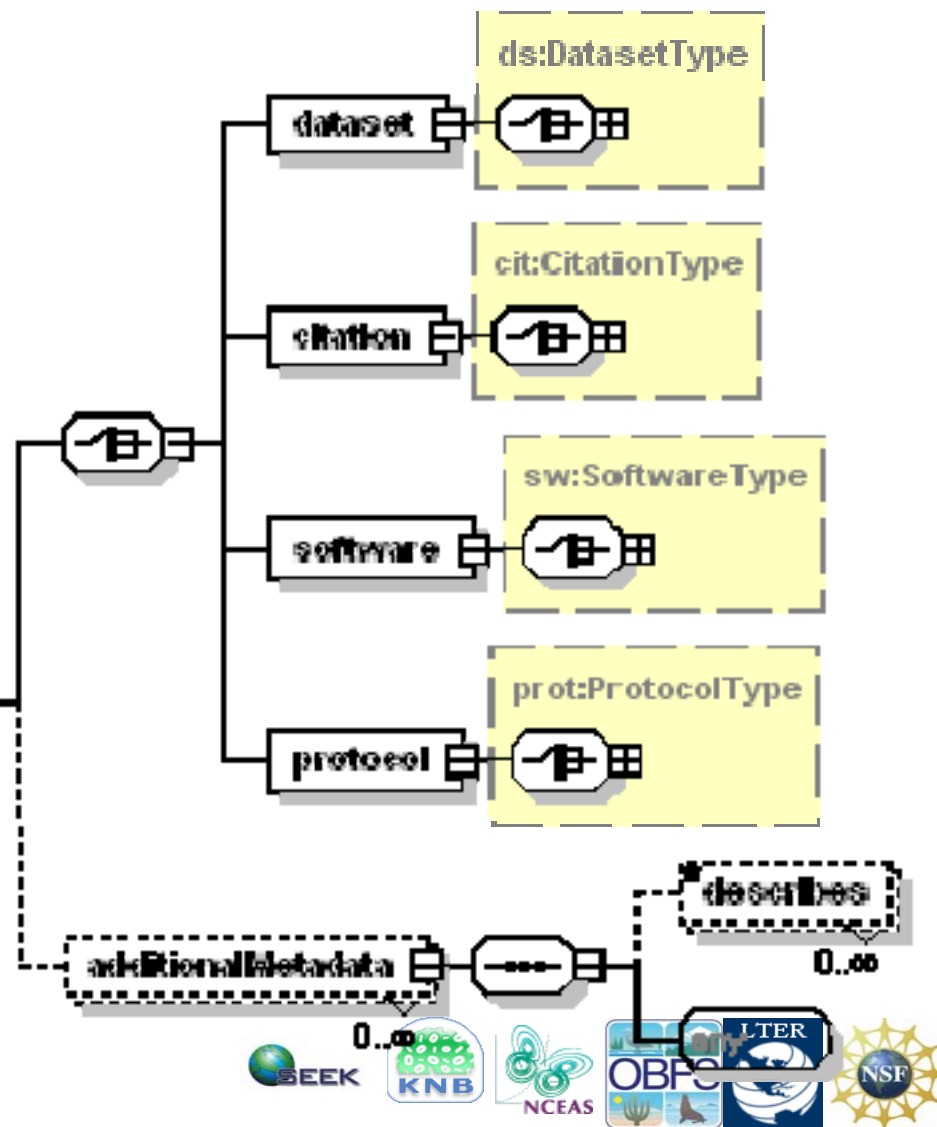 ds:DatasetType
dataset
cit:CitationType
citation
sw:SoftwareType
software
prot:ProtocolType
protocol
describes
0..∞
additionalMetadata
0..∞
any
SEEK
KNB
NCEAS
OBFS
LTER
NSF